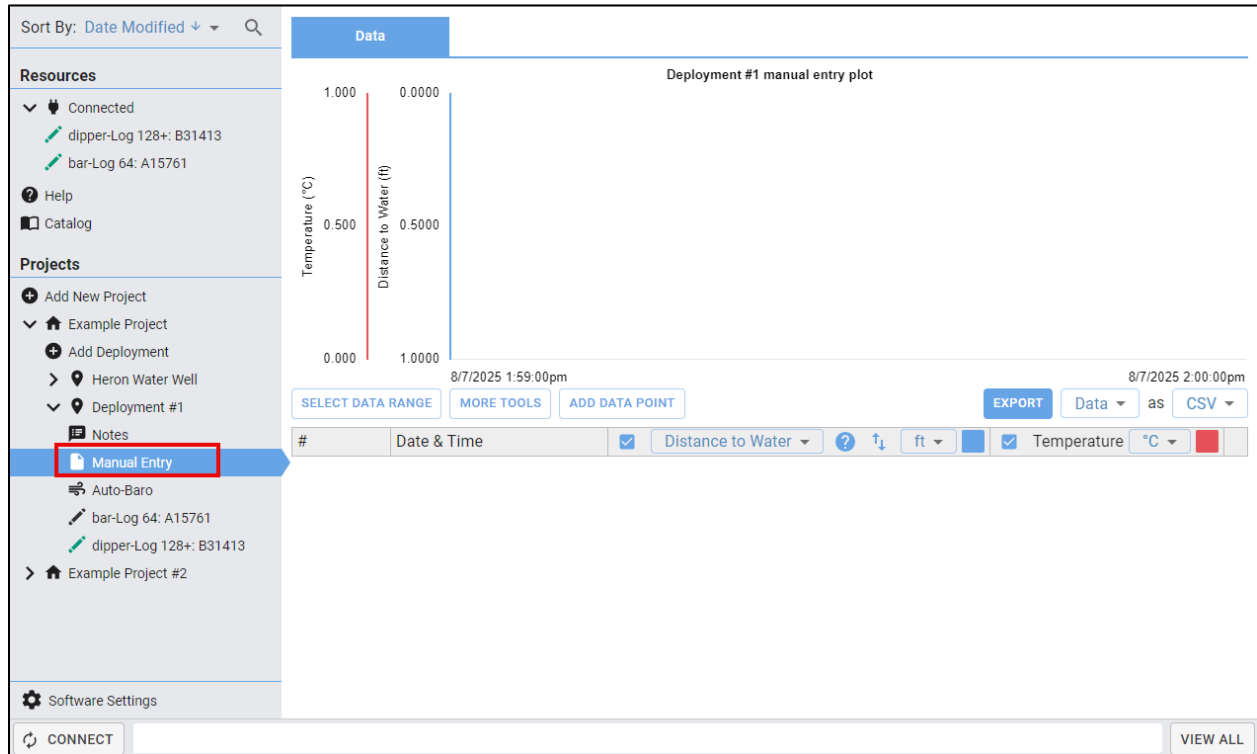 Sort By: Date Modified
Resources
Connected
dipper-Log 128+: B31413
bar-Log 64: A15761
Help
Catalog
Projects
Add New Project
Example Project
Add Deployment
Heron Water Well
Deployment #1
Notes
Manual Entry
Auto-Baro
bar-Log 64: A15761
dipper-Log 128+: B31413
Example Project #2
Software Settings
CONNECT
Data
Deployment #1 manual entry plot
Temperature (°C)
1.000
0.500
0.000
Distance to Water (ft)
0.0000
0.5000
1.0000
8/7/2025 1:59:00pm 8/7/2025 2:00:00pm
SELECT DATA RANGE MORE TOOLS ADD DATA POINT EXPORT Data as CSV
# Date & Time Distance to Water ft Temperature °C
VIEW ALL